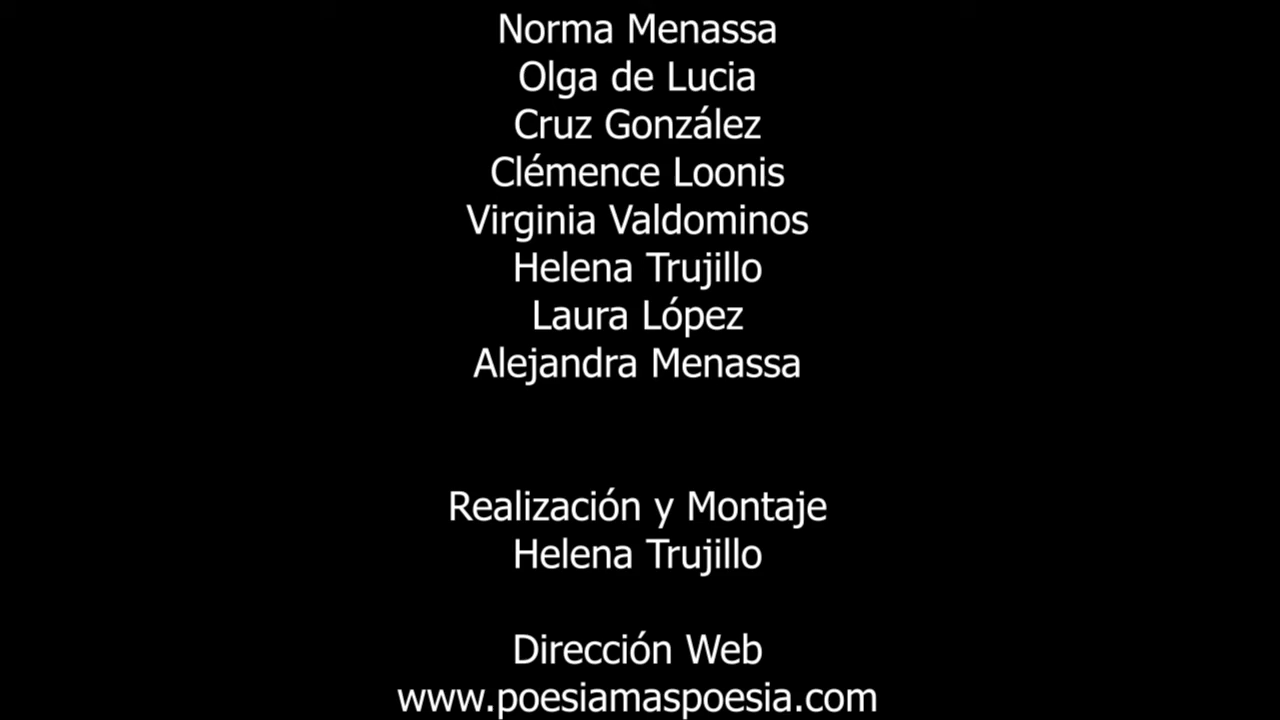 Norma Menassa
Olga de Lucia
Cruz González
Clémence Loonis
Virginia Valdominos
Helena Trujillo
Laura López
Alejandra Menassa
Realización y Montaje
Helena Trujillo
Dirección Web
www.poesiamaspoesia.com